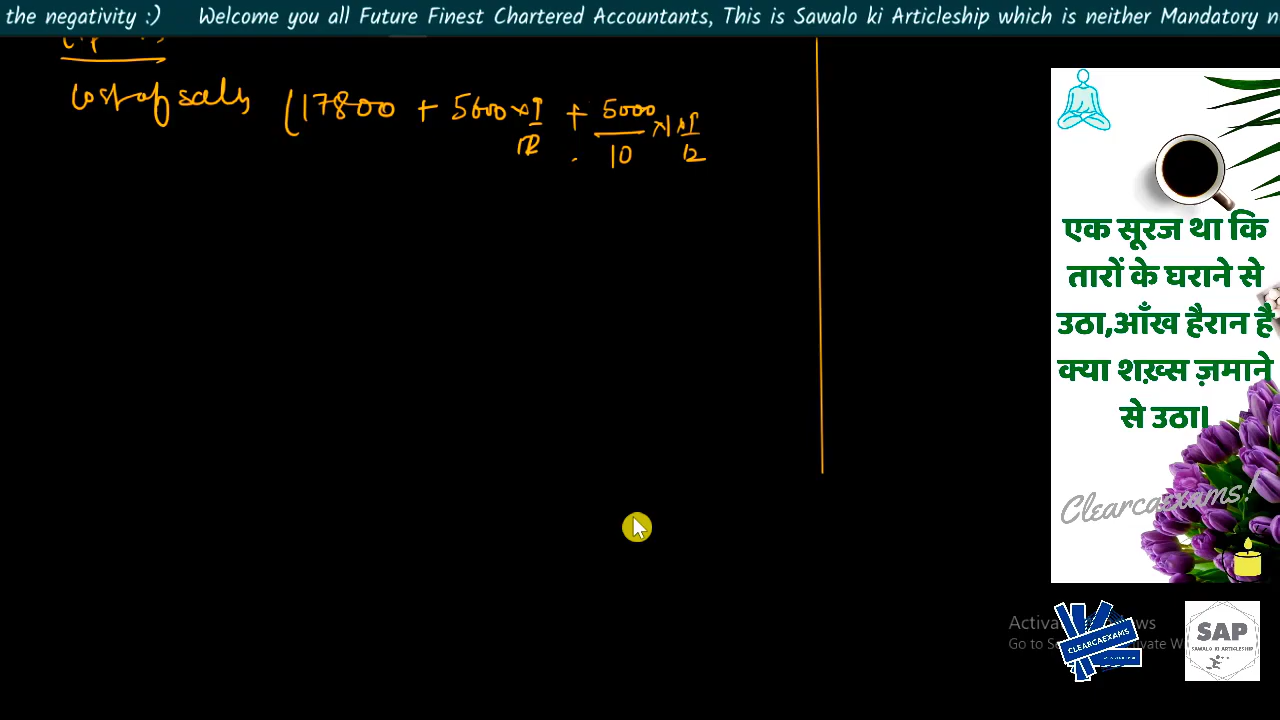 the negativity :) Welcome you all Future Finest Chartered Accountants, This is Sawalo ki Articleship which is neither Mandatory n
cost of sales (17800 + 5600 × 9/12 + 5000/10 × 1 × 9/12
एक सूरज था कि
तारों के घराने से
उठा,आँख हैरान है
क्या शख़्स ज़माने
से उठा।
Clearcaexams!
CLEARCAEXAMS
SAP
SAWALO KI ARTICLESHIP